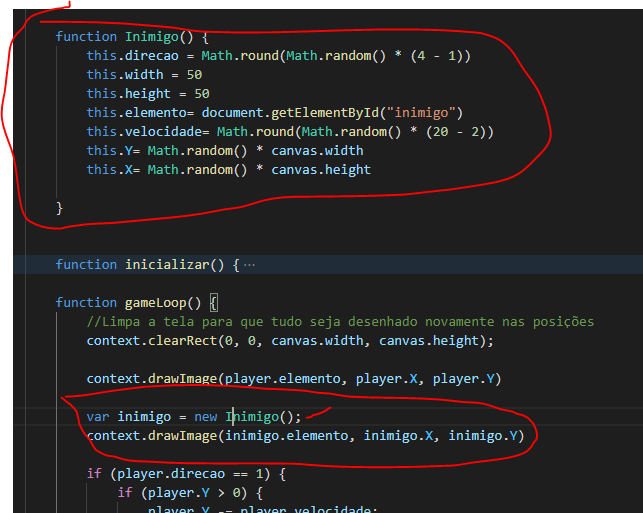 function Inimigo() {
this.direcao = Math.round(Math.random() * (4 - 1))
this.width = 50
this.height = 50
this.elemento= document.getElementById("inimigo")
this.velocidade= Math.round(Math.random() * (20 - 2))
this.Y= Math.random() * canvas.width
this.X= Math.random() * canvas.height
}
function inicializar() { ...
function gameLoop() {
//Limpa a tela para que tudo seja desenhado novamente nas posições
context.clearRect(0, 0, canvas.width, canvas.height);
context.drawImage(player.elemento, player.X, player.Y)
var inimigo = new Inimigo();
context.drawImage(inimigo.elemento, inimigo.X, inimigo.Y)
if (player.direcao == 1) {
if (player.Y > 0) {
player.Y -= player.velocidade;